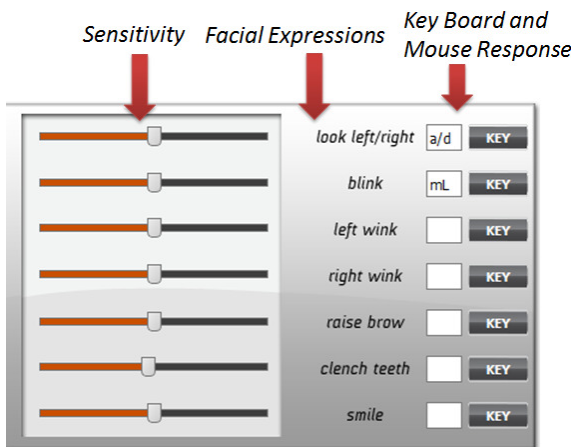 Sensitivity Facial Expressions Key Board and
Mouse Response
look left/right a/d KEY
blink mL KEY
left wink KEY
right wink KEY
raise brow KEY
clench teeth KEY
smile KEY